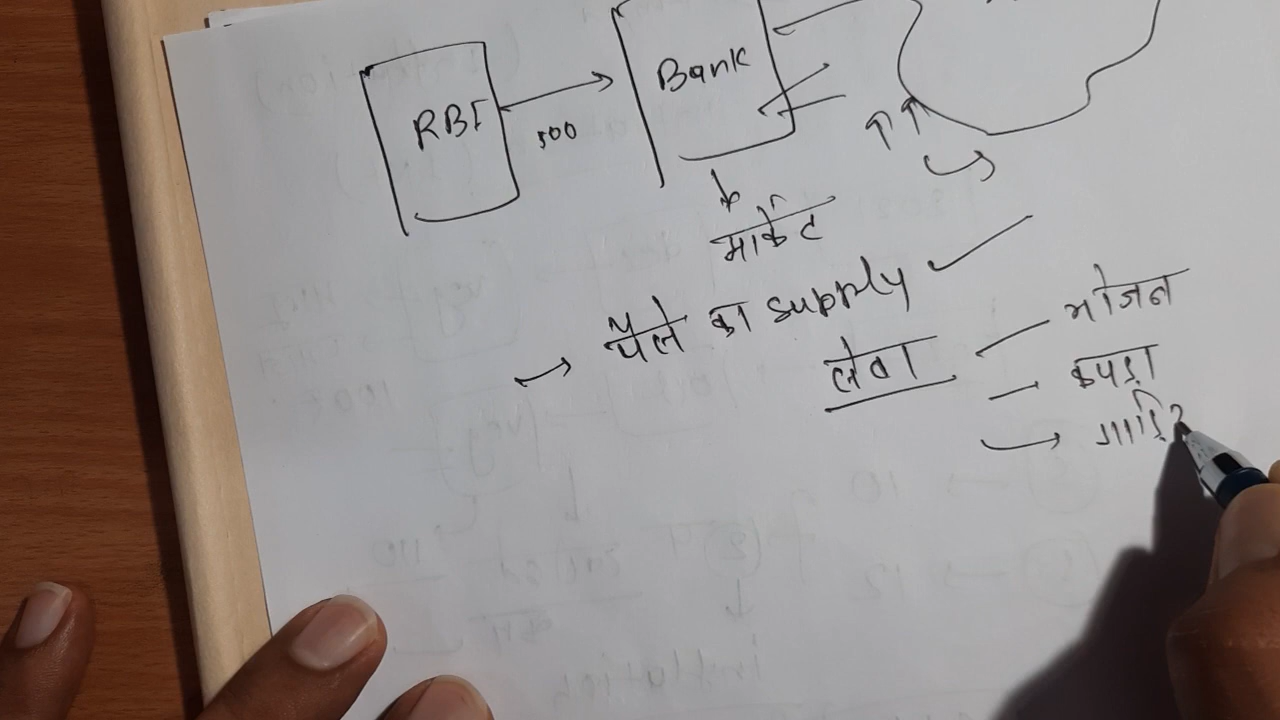 RBI
500
Bank
मार्केट
पैसे का supply
सेवा
भोजन
कपड़ा